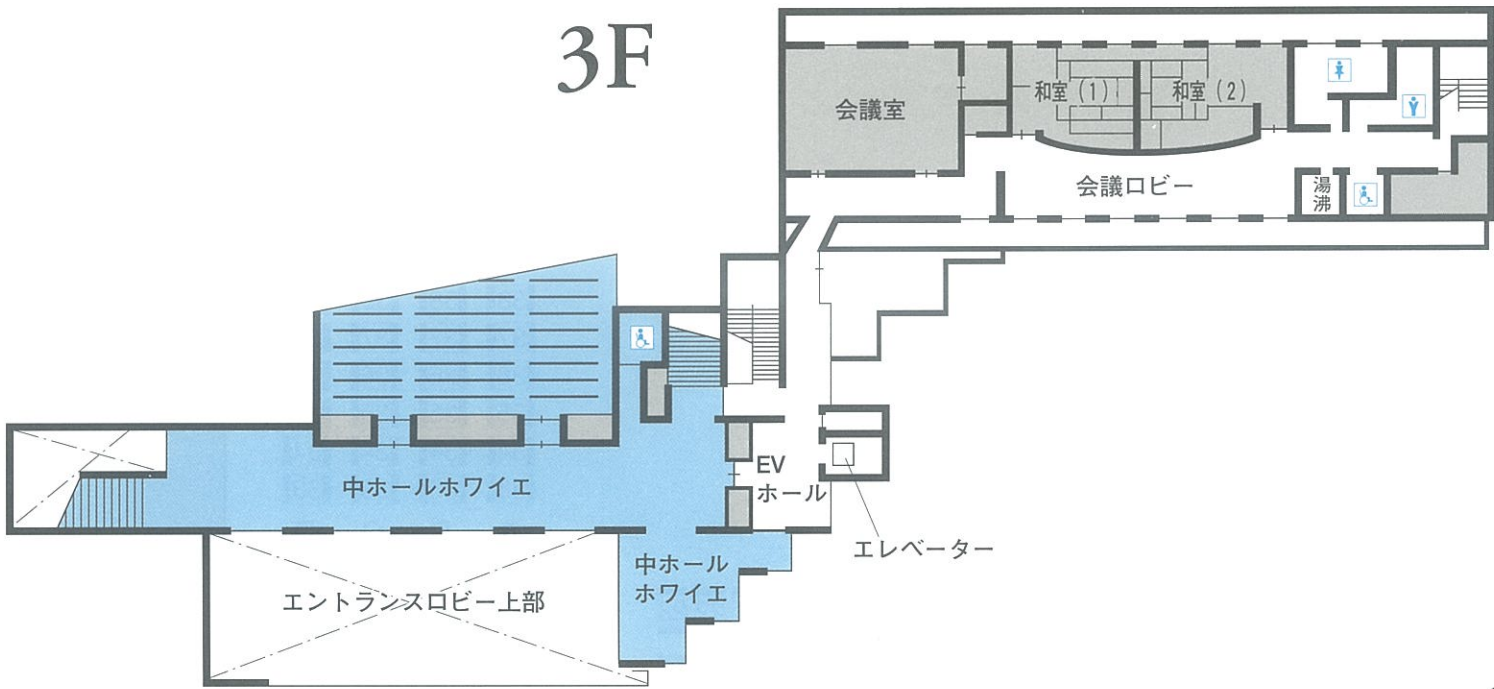 3F
会議室
和室（1）
和室（2）
会議ロビー
湯沸
EV
ホール
中ホールホワイエ
エレベーター
中ホール
ホワイエ
エントランスロビー上部